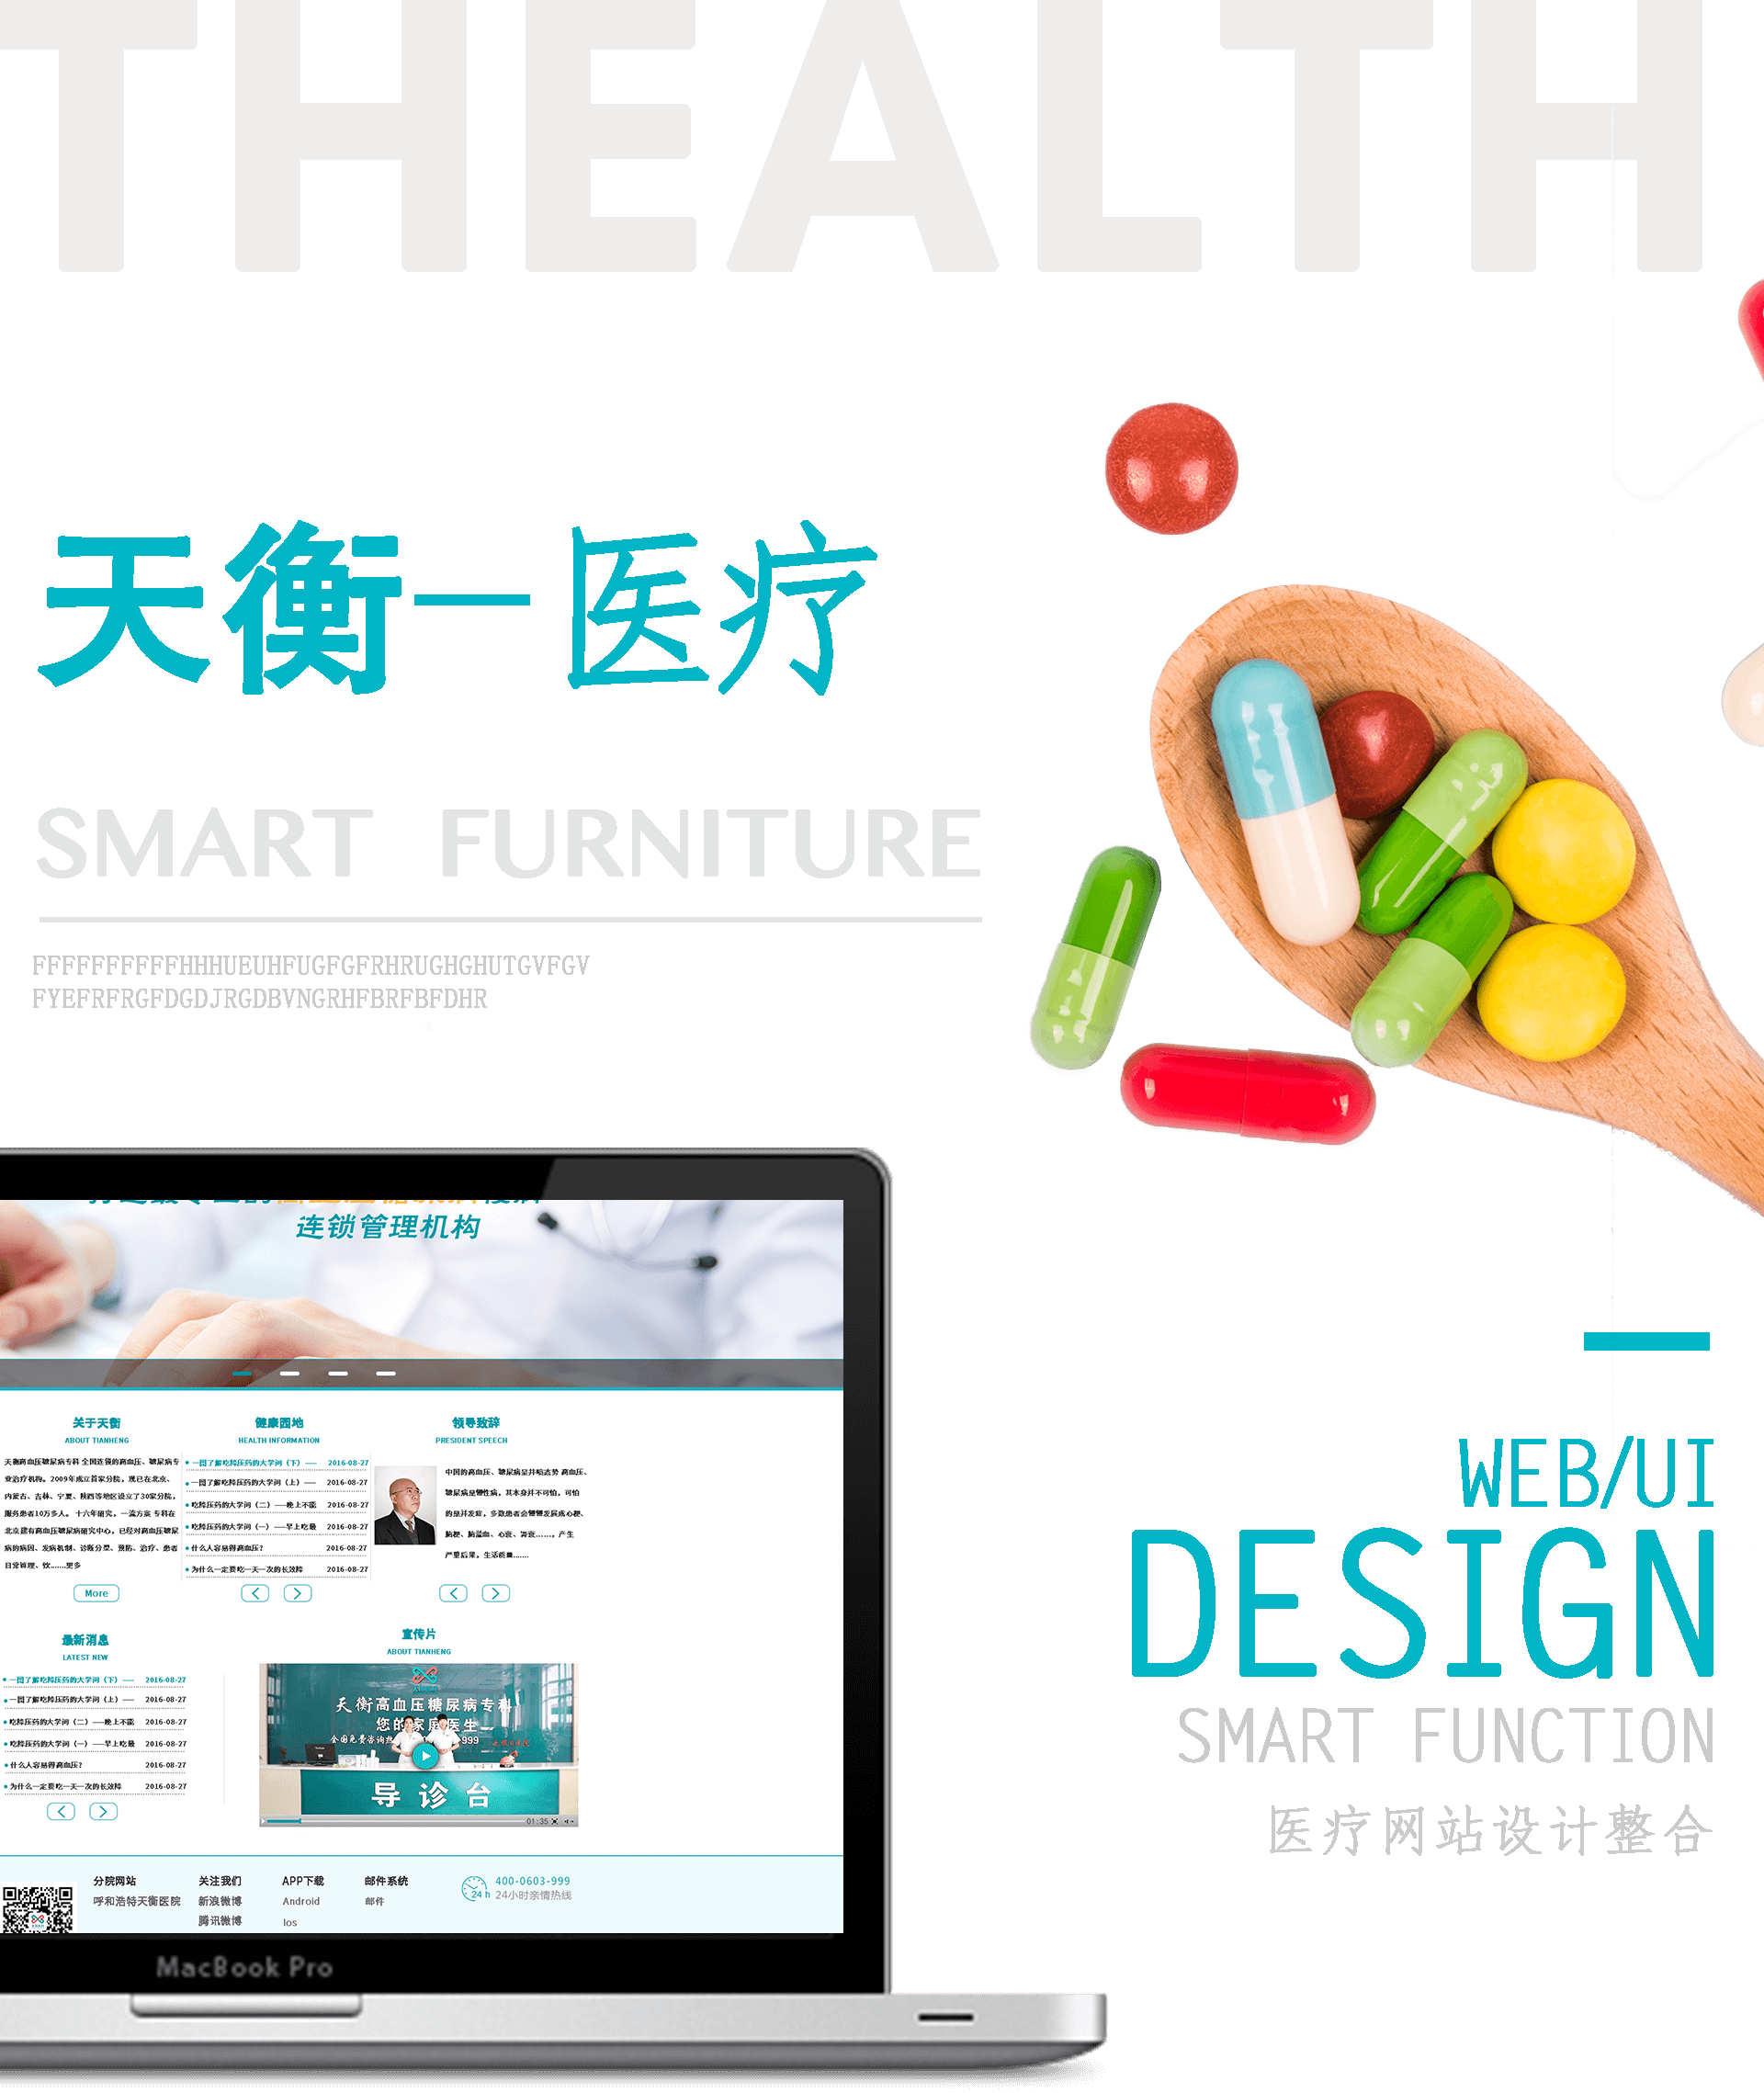 THEALTH
天衡—医疗
SMART FURNITURE
FFFFFFFFFFHHHUEUHFUGFGFRHRUGHGHUTGVFGV
FYEFRFRGFDGDJRGDBVNGRHFBRFBFDHR
连锁管理机构
关于天衡
ABOUT TIANHENG
天衡高血压糖尿病专科 全国连锁的高血压、糖尿病专
业治疗机构。2009年成立首家分院，现已在北京、
内蒙古、吉林、宁夏、陕西等地区设立了30家分院，
服务患者10万多人。 十六年研究，一流方案 专科在
北京建有高血压糖尿病研究中心，已经对高血压糖尿
病的病因、发病机制、诊断分型、预防、治疗、患者
日常管理、饮......更多
More
健康园地
HEALTH INFORMATION
一图了解吃降压药的大学问（下）—— 2016-08-27
一图了解吃降压药的大学问（上）—— 2016-08-27
吃降压药的大学问（二）——晚上不能 2016-08-27
吃降压药的大学问（一）——早上吃最 2016-08-27
什么人容易得高血压？ 2016-08-27
为什么一定要吃一天一次的长效降 2016-08-27
领导致辞
PRESIDENT SPEECH
中国的高血压、糖尿病呈井喷态势 高血压、
糖尿病是慢性病，其本身并不可怕，可怕
的是并发症，多数患者会慢慢发展成心梗、
脑梗、脑溢血、心衰、肾衰......，产生
严重后果，生活质量......
最新消息
LATEST NEW
一图了解吃降压药的大学问（下）—— 2016-08-27
一图了解吃降压药的大学问（上）—— 2016-08-27
吃降压药的大学问（二）——晚上不能 2016-08-27
吃降压药的大学问（一）——早上吃最 2016-08-27
什么人容易得高血压？ 2016-08-27
为什么一定要吃一天一次的长效降 2016-08-27
宣传片
ABOUT TIANHENG
天衡高血压糖尿病专科
您的家庭医生
全国免费咨询热 999
导诊台
01:35
分院网站
呼和浩特天衡医院
关注我们
新浪微博
腾讯微博
APP下载
Android
Ios
邮件系统
邮件
24 h
400-0603-999
24小时亲情热线
MacBook Pro
WEB/UI
DESIGN
SMART FUNCTION
医疗网站设计整合